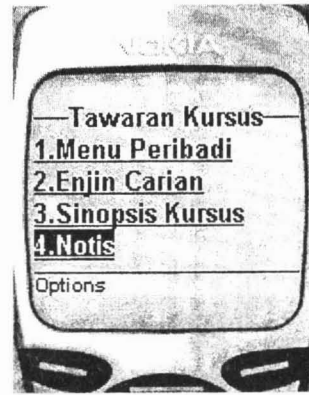 NOKIA
Tawaran Kursus
1.Menu Peribadi
2.Enjin Carian
3.Sinopsis Kursus
4.Notis
Options